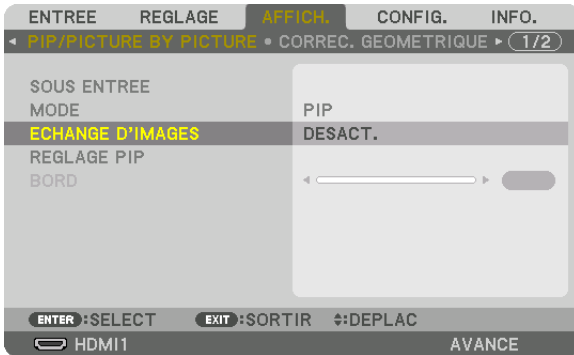 ENTREE REGLAGE AFFICH. CONFIG. INFO.
PIP/PICTURE BY PICTURE • CORREC. GEOMETRIQUE 1/2
SOUS ENTREE
MODE PIP
ECHANGE D'IMAGES DESACT.
REGLAGE PIP
BORD
ENTER :SELECT EXIT :SORTIR :DEPLAC
HDMI1 AVANCE